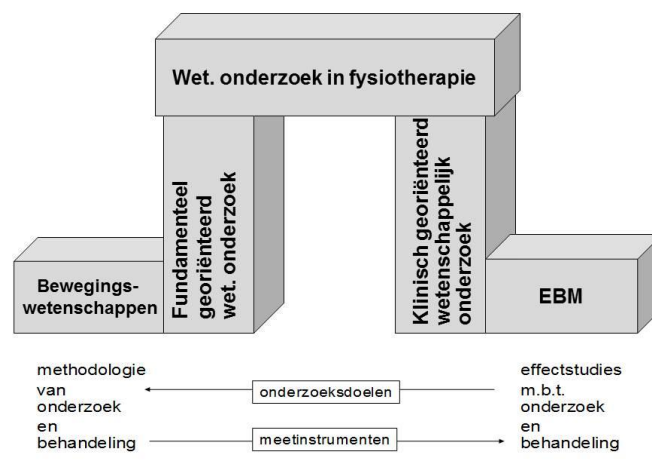 Wet. onderzoek in fysiotherapie
Fundamenteel
georiënteerd
wet. onderzoek
Klinisch georiënteerd
wetenschappelijk
onderzoek
Bewegings-
wetenschappen
EBM
methodologie
van
onderzoek
en
behandeling
onderzoeksdoelen
meetinstrumenten
effectstudies
m.b.t.
onderzoek
en
behandeling